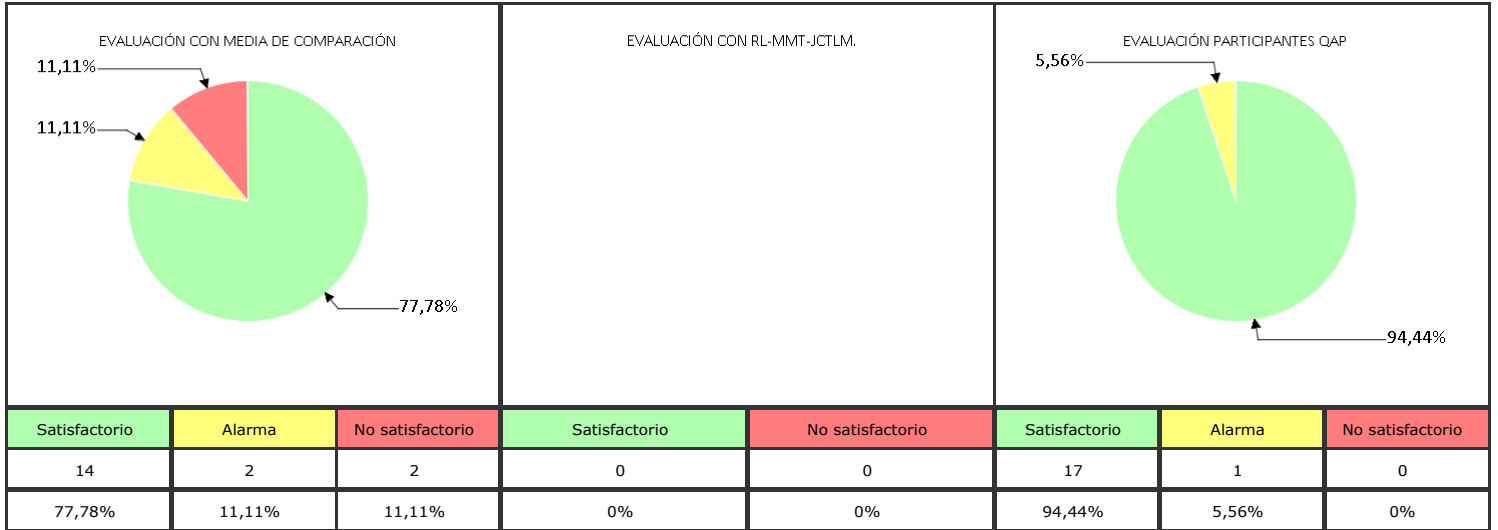 EVALUACIÓN CON MEDIA DE COMPARACIÓN
11,11%
11,11%
77,78%
EVALUACIÓN CON RL-MMT-JCTLM.
EVALUACIÓN PARTICIPANTES QAP
5,56%
94,44%
Satisfactorio Alarma No satisfactorio Satisfactorio No satisfactorio Satisfactorio Alarma No satisfactorio
14 2 2 0 0 17 1 0
77,78% 11,11% 11,11% 0% 0% 94,44% 5,56% 0%